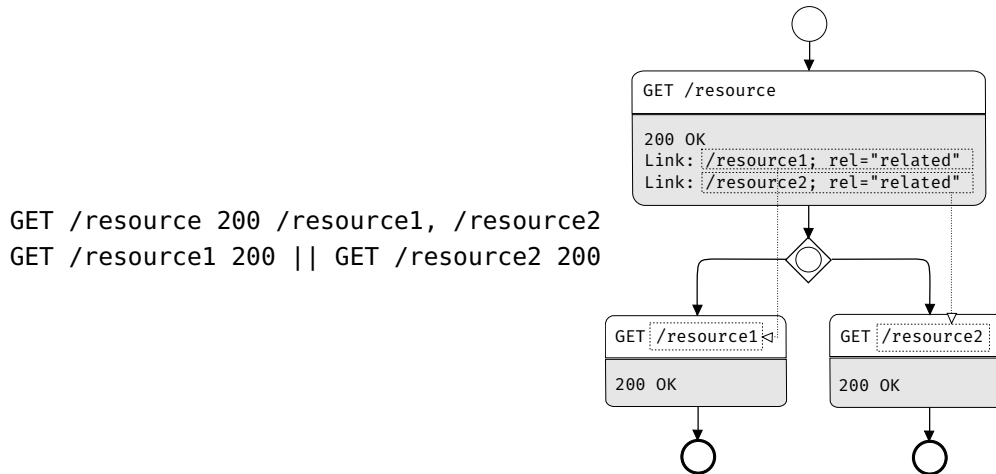 GET /resource 200 /resource1, /resource2
GET /resource1 200 || GET /resource2 200
GET /resource
200 OK
Link: /resource1; rel="related"
Link: /resource2; rel="related"
GET /resource1
200 OK
GET /resource2
200 OK